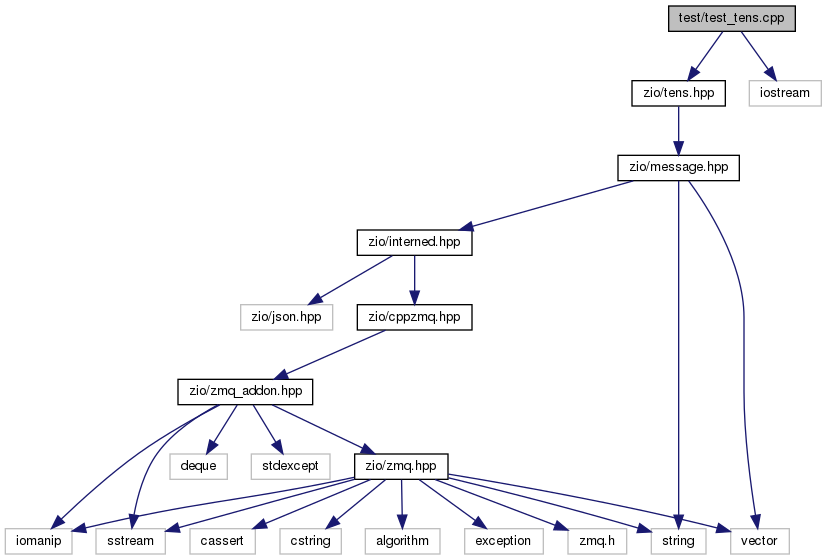 test/test_tens.cpp
zio/tens.hpp
iostream
zio/message.hpp
zio/interned.hpp
zio/json.hpp
zio/cppzmq.hpp
zio/zmq_addon.hpp
deque
stdexcept
zio/zmq.hpp
iomanip
sstream
cassert
cstring
algorithm
exception
zmq.h
string
vector